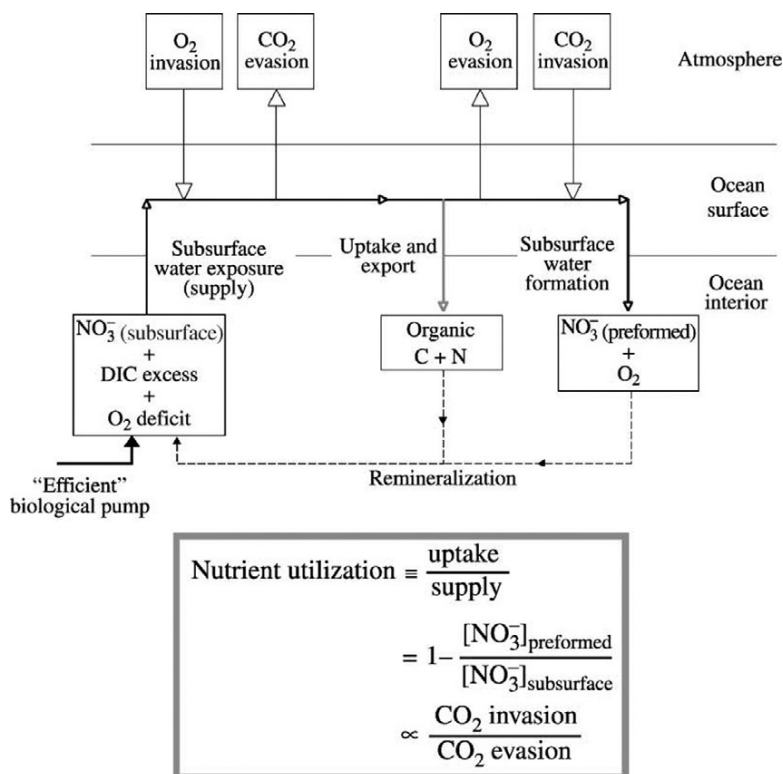 O₂
invasion
CO₂
evasion
O₂
evasion
CO₂
invasion
Atmosphere
Ocean
surface
Subsurface
water exposure
(supply)
Uptake and
export
Subsurface
water
formation
Ocean
interior
NO₃⁻ (subsurface)
+
DIC excess
+
O₂ deficit
Organic
C + N
NO₃⁻ (preformed)
+
O₂
Remineralization
“Efficient”
biological pump
Nutrient utilization ≡ uptake/supply
= 1– [NO₃⁻]preformed/[NO₃⁻]subsurface
∝ CO₂ invasion/CO₂ evasion